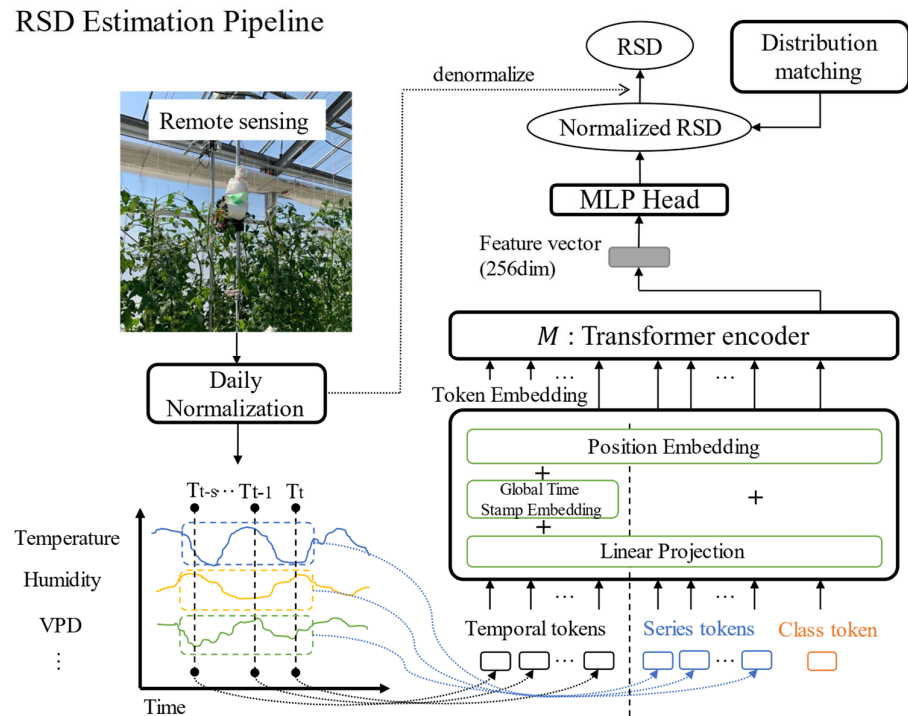 RSD Estimation Pipeline
RSD
Distribution
matching
denormalize
Remote sensing
Normalized RSD
MLP Head
Feature vector
(256dim)
M : Transformer encoder
Daily
Normalization
... ...
Token Embedding
Position Embedding
+
Global Time
Stamp Embedding
+
+
Linear Projection
Tt-s... Tt-1 Tt
Temperature
Humidity
VPD
⋮
... ...
Temporal tokens
Series tokens
Class token
... ...
Time